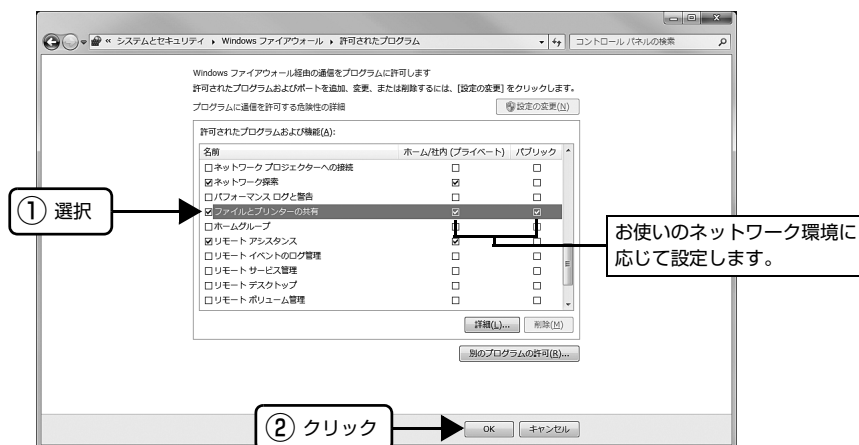 « システムとセキュリティ ▸ Windows ファイアウォール ▸ 許可されたプログラム
コントロール パネルの検索
Windows ファイアウォール経由の通信をプログラムに許可します
許可されたプログラムおよびポートを追加、変更、または削除するには、[設定の変更] をクリックします。
プログラムに通信を許可する危険性の詳細
設定の変更(N)
許可されたプログラムおよび機能(A):
名前 ホーム/社内 (プライベート) パブリック
ネットワーク プロジェクターへの接続
ネットワーク探索
パフォーマンス ログと警告
① 選択
ファイルとプリンターの共有
ホームグループ
リモート アシスタンス
リモート イベントのログ管理
リモート サービス管理
リモート デスクトップ
リモート ボリューム管理
お使いのネットワーク環境に
応じて設定します。
詳細(L)... 削除(M)
別のプログラムの許可(R)...
② クリック
OK キャンセル